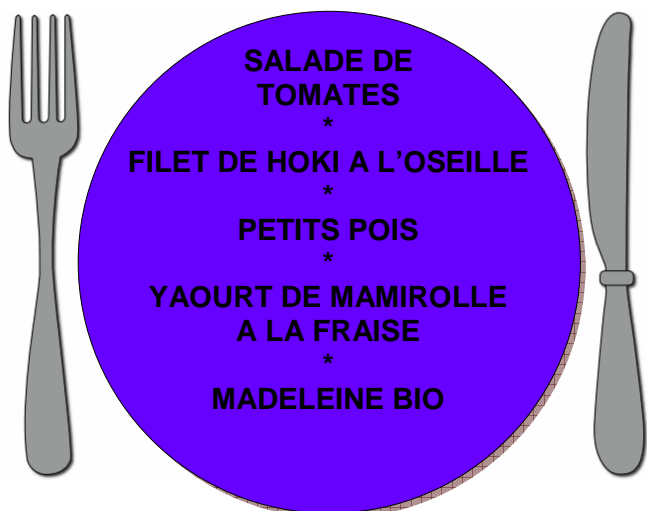 SALADE DE
TOMATES
*
FILET DE HOKI A L'OSEILLE
*
PETITS POIS
*
YAOURT DE MAMIROLLE
A LA FRAISE
*
MADELEINE BIO